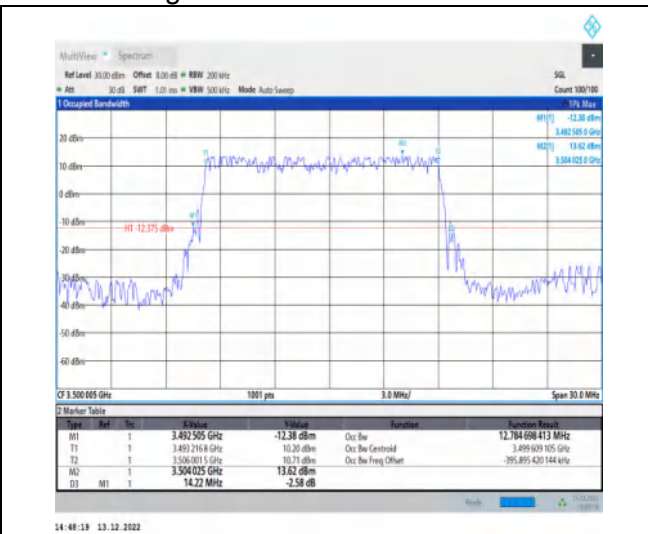 MultiView Spectrum
Ref Level 30.00 dBm Offset 8.00 dB RBW 200 kHz SGL
Att 30 dB SWT 1.01 ms VBW 500 kHz Mode Auto Sweep Count 100/100
1 Occupied Bandwidth 1Pk Max
M1[1] -12.38 dBm
3.492 505 0 GHz
M2[1] 13.62 dBm
3.504 025 0 GHz
20 dBm
10 dBm
0 dBm
-10 dBm
H1 -12.375 dBm
-20 dBm
-30 dBm
-40 dBm
-50 dBm
-60 dBm
CF 3.500 005 GHz 1001 pts 3.0 MHz/ Span 30.0 MHz
2 Marker Table
Type Ref Trc X-Value Y-Value Function Function Result
M1 1 3.492 505 GHz -12.38 dBm Occ Bw 12.784 698 413 MHz
T1 1 3.493 216 8 GHz 10.20 dBm Occ Bw Centroid 3.499 609 105 GHz
T2 1 3.506 001 5 GHz 10.71 dBm Occ Bw Freq Offset -395.895 420 144 kHz
M2 1 3.504 025 GHz 13.62 dBm
D3 M1 1 14.22 MHz -2.58 dB
Ready
14:48:19 13.12.2022